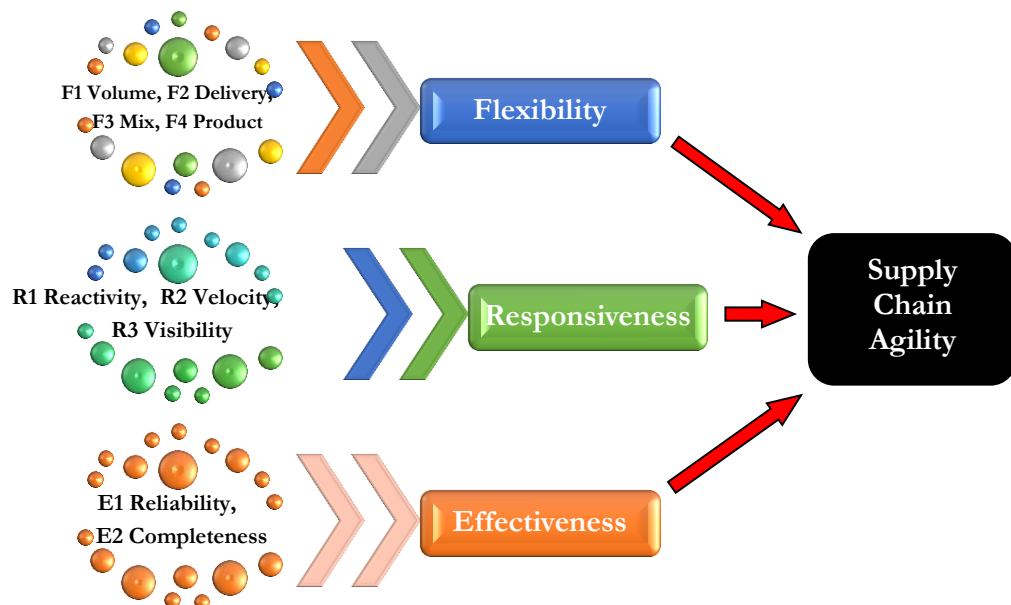 F1 Volume, F2 Delivery,
F3 Mix, F4 Product
Flexibility
R1 Reactivity, R2 Velocity,
R3 Visibility
Responsiveness
E1 Reliability,
E2 Completeness
Effectiveness
Supply
Chain
Agility